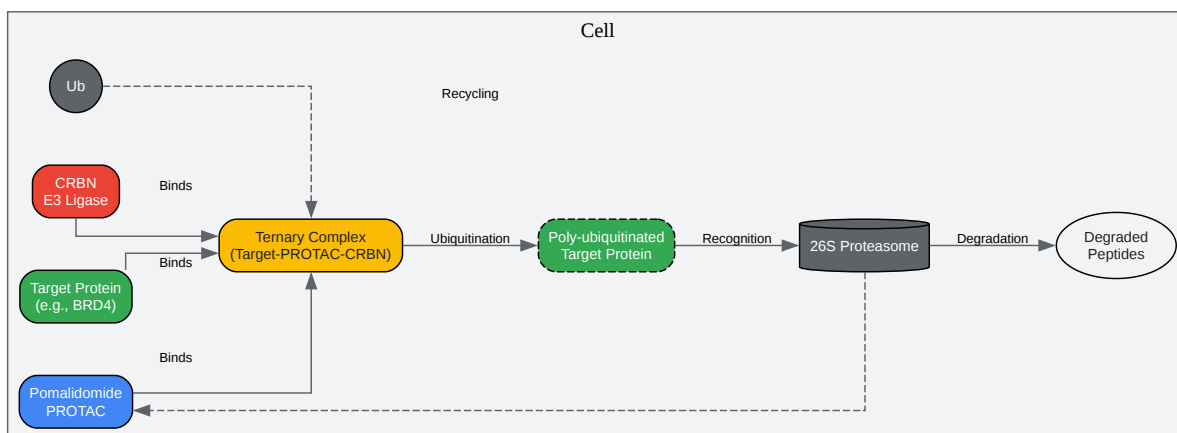 Cell
Ub
Recycling
CRBN
E3 Ligase
Binds
Ternary Complex
(Target-PROTAC-CRBN)
Ubiquitination
Poly-ubiquitinated
Target Protein
Recognition
26S Proteasome
Degradation
Degraded
Peptides
Binds
Target Protein
(e.g., BRD4)
Binds
Pomalidomide
PROTAC